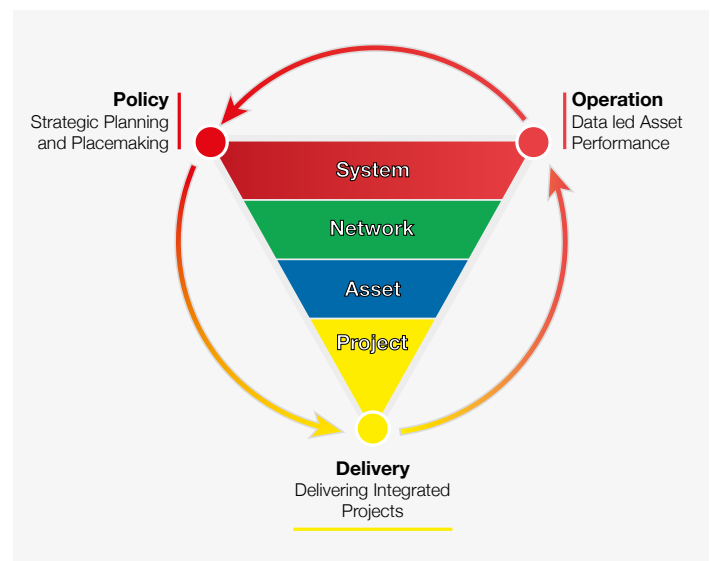 Policy
Strategic Planning
and Placemaking
Operation
Data led Asset
Performance
System
Network
Asset
Project
Delivery
Delivering Integrated
Projects